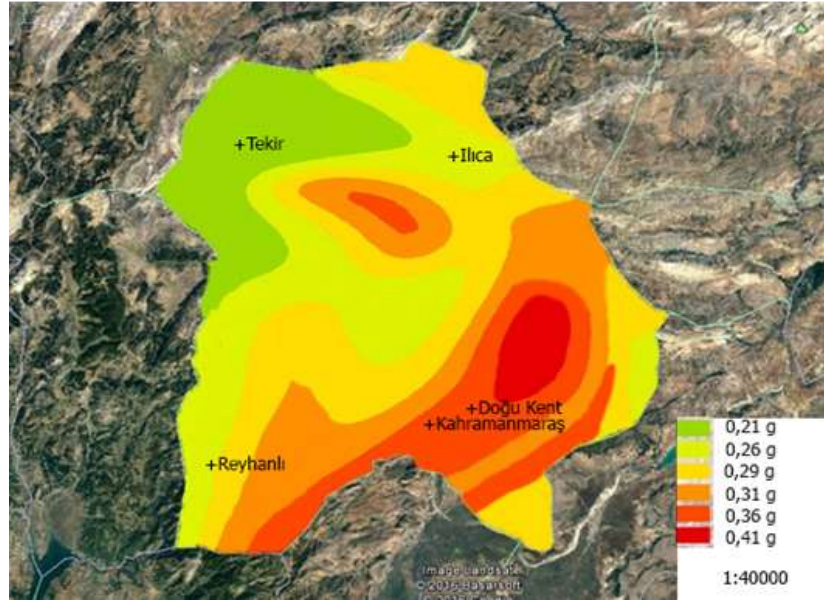 +Tekir
+Ilıca
+Doğu Kent
+Kahramanmaraş
+Reyhanlı
0,21 g
0,26 g
0,29 g
0,31 g
0,36 g
0,41 g
1:40000
Image Landsat
© 2016 Basarsoft